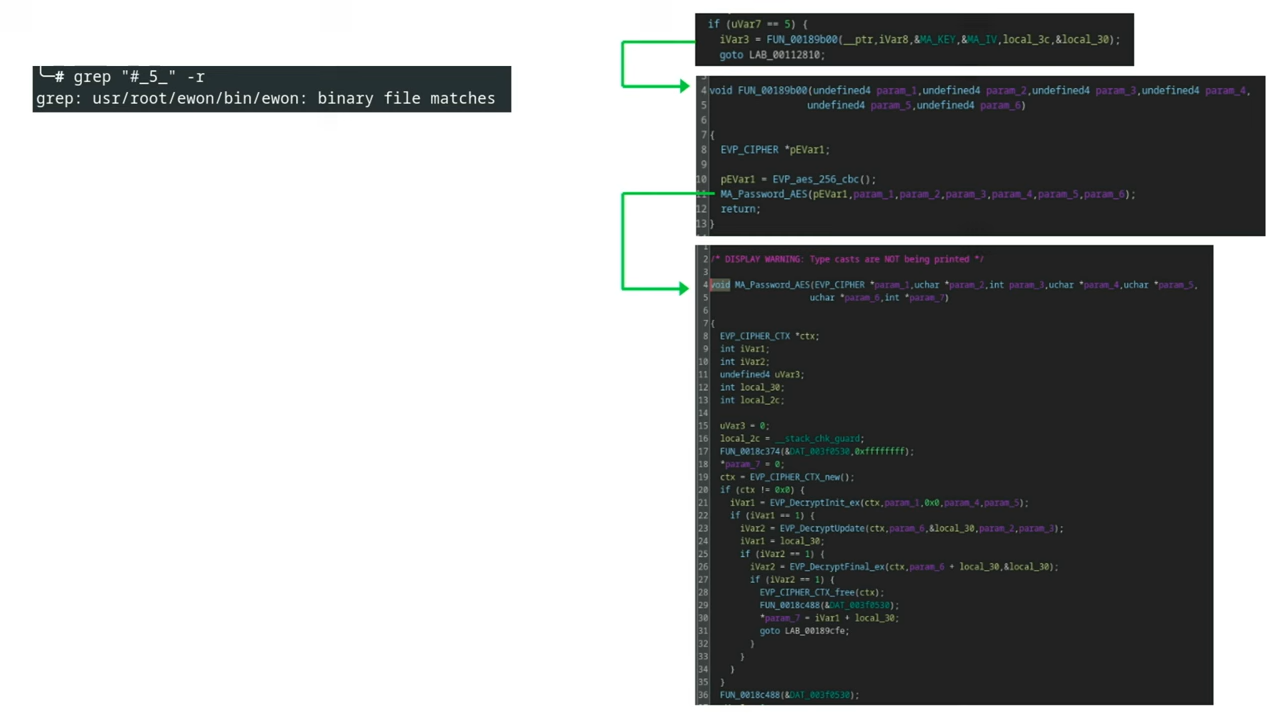 ╰─# grep "#_5_" -r
grep: usr/root/ewon/bin/ewon: binary file matches
if (uVar7 == 5) {
iVar3 = FUN_00189b00(__ptr,iVar8,&MA_KEY,&MA_IV,local_3c,&local_30);
goto LAB_00112810;
4 void FUN_00189b00(undefined4 param_1,undefined4 param_2,undefined4 param_3,undefined4 param_4,
5 undefined4 param_5,undefined4 param_6)
6
7 {
8 EVP_CIPHER *pEVar1;
9
10 pEVar1 = EVP_aes_256_cbc();
11 MA_Password_AES(pEVar1,param_1,param_2,param_3,param_4,param_5,param_6);
12 return;
13 }
1
2 /* DISPLAY WARNING: Type casts are NOT being printed */
3
4 void MA_Password_AES(EVP_CIPHER *param_1,uchar *param_2,int param_3,uchar *param_4,uchar *param_5,
5 uchar *param_6,int *param_7)
6
7 {
8 EVP_CIPHER_CTX *ctx;
9 int iVar1;
10 int iVar2;
11 undefined4 uVar3;
12 int local_30;
13 int local_2c;
14
15 uVar3 = 0;
16 local_2c = __stack_chk_guard;
17 FUN_0018c374(&DAT_003f0530,0xffffffff);
18 *param_7 = 0;
19 ctx = EVP_CIPHER_CTX_new();
20 if (ctx != 0x0) {
21 iVar1 = EVP_DecryptInit_ex(ctx,param_1,0x0,param_4,param_5);
22 if (iVar1 == 1) {
23 iVar2 = EVP_DecryptUpdate(ctx,param_6,&local_30,param_2,param_3);
24 iVar1 = local_30;
25 if (iVar2 == 1) {
26 iVar2 = EVP_DecryptFinal_ex(ctx,param_6 + local_30,&local_30);
27 if (iVar2 == 1) {
28 EVP_CIPHER_CTX_free(ctx);
29 FUN_0018c488(&DAT_003f0530);
30 *param_7 = iVar1 + local_30;
31 goto LAB_00189cfe;
32 }
33 }
34 }
35 }
36 FUN_0018c488(&DAT_003f0530);